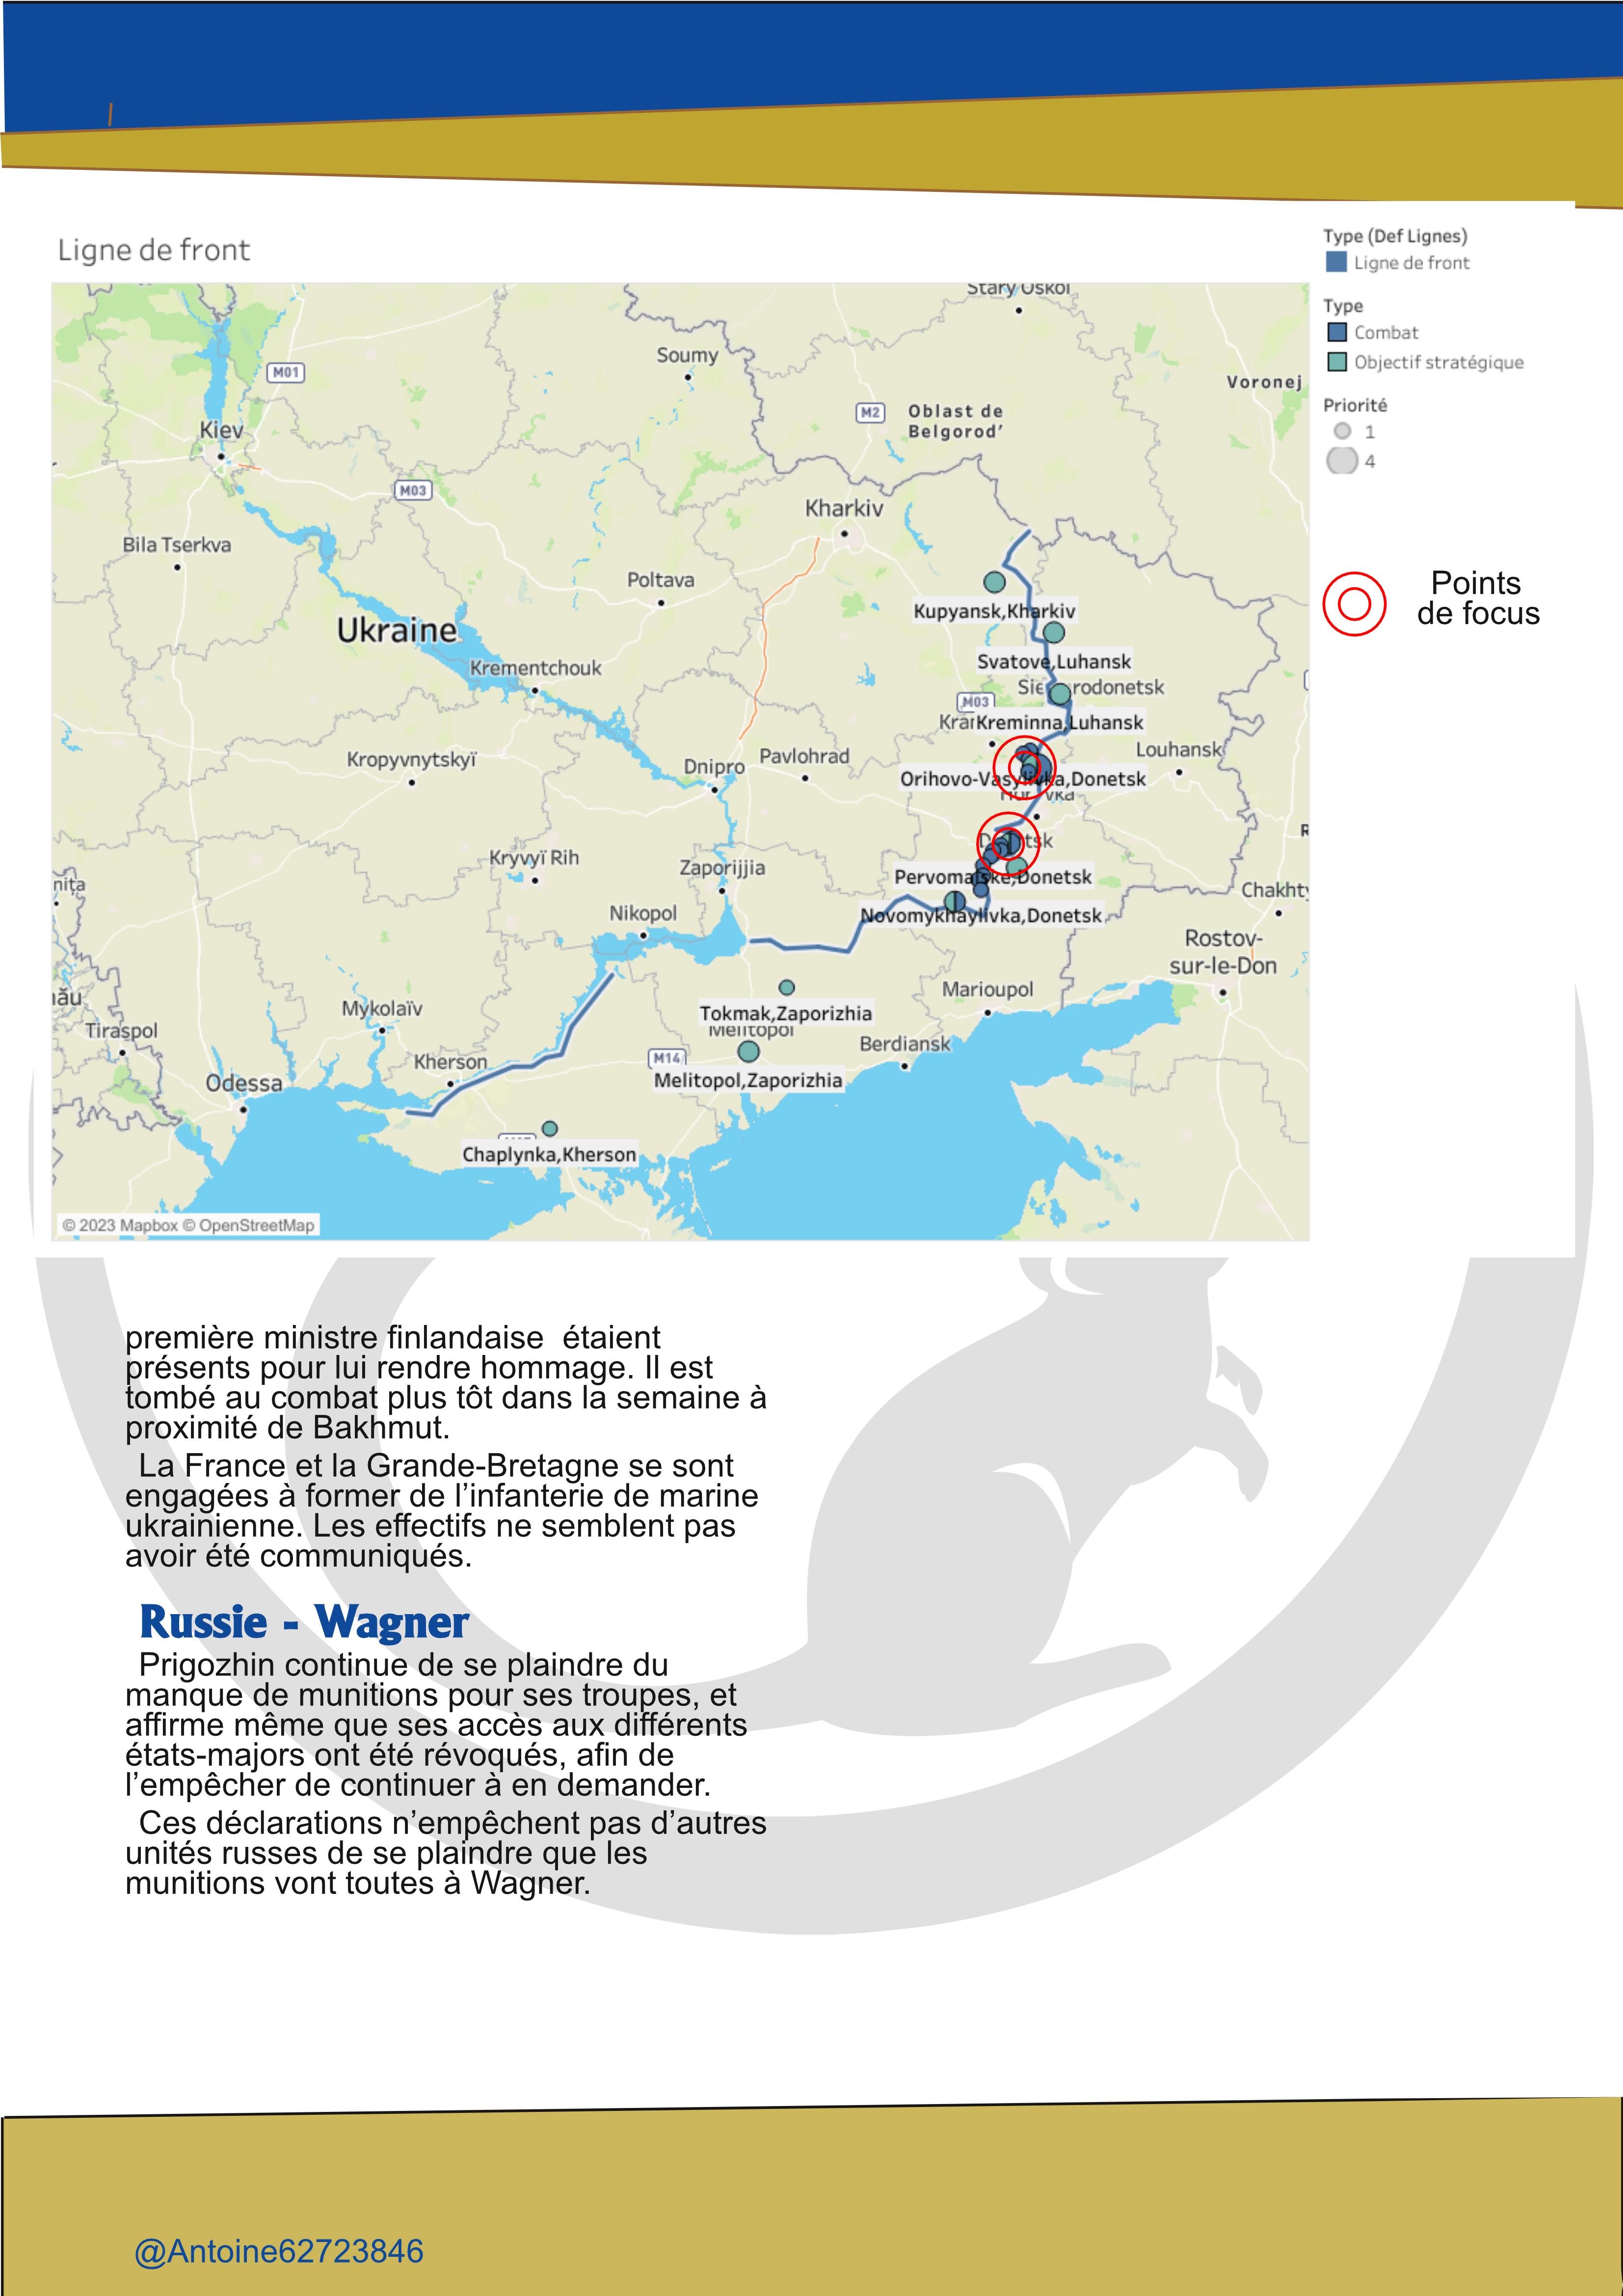 Ligne de front
Type (Def Lignes)
Ligne de front
Type
Combat
Objectif stratégique
Priorité
1
4
Points
de focus
Stary Oskol
Soumy
M01
Voronej
M2
Oblast de
Belgorod'
Kiev
M03
Kharkiv
Bila Tserkva
Poltava
Kupyansk,Kharkiv
Ukraine
Svatove,Luhansk
Krementchouk
M03
Kreminna,Luhansk
Louhansk
Kropyvnytskyï
Dnipro
Pavlohrad
Orihovo-Vasylivka,Donetsk
Kryvyï Rih
Zaporijjia
Pervomaiske,Donetsk
Chakhty
Nikopol
Novomykhaylivka,Donetsk
Rostov-
sur-le-Don
Marioupol
Mykolaïv
Tokmak,Zaporizhia
Melitopol
Tiraspol
Berdiansk
Kherson
M14
Odessa
Melitopol,Zaporizhia
Chaplynka,Kherson
© 2023 Mapbox © OpenStreetMap
première ministre finlandaise  étaient
présents pour lui rendre hommage. Il est
tombé au combat plus tôt dans la semaine à
proximité de Bakhmut.
La France et la Grande-Bretagne se sont
engagées à former de l'infanterie de marine
ukrainienne. Les effectifs ne semblent pas
avoir été communiqués.
Russie - Wagner
Prigozhin continue de se plaindre du
manque de munitions pour ses troupes, et
affirme même que ses accès aux différents
états-majors ont été révoqués, afin de
l'empêcher de continuer à en demander.
Ces déclarations n'empêchent pas d'autres
unités russes de se plaindre que les
munitions vont toutes à Wagner.
@Antoine62723846